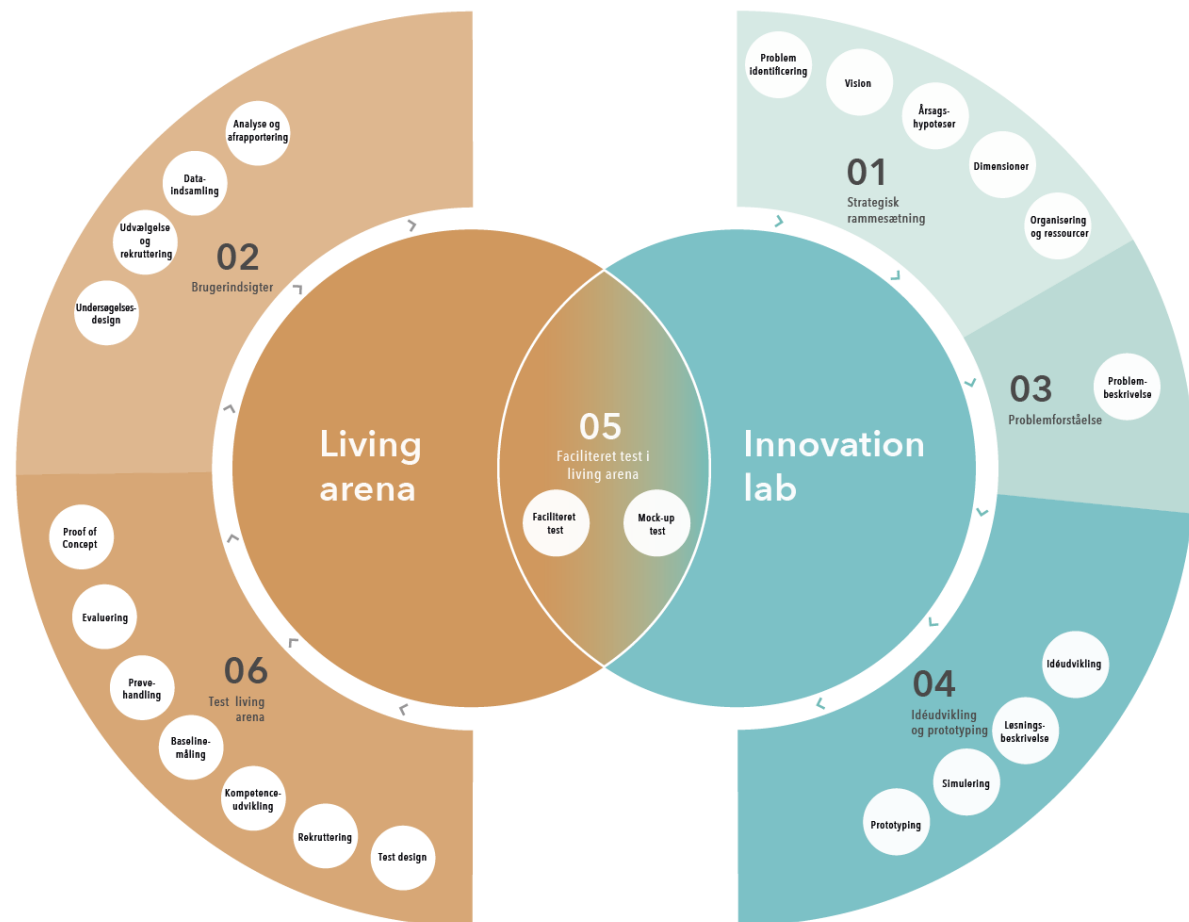 Problem
identificering
Vision
Årsags-
hypoteser
Dimensioner
Organisering
og ressourcer
01
Strategisk
rammesætning
Analyse og
afrapportering
Data-
indsamling
Udvælgelse
og
rekruttering
Undersøgelses-
design
02
Brugerindsigter
03
Problemforståelse
Problem-
beskrivelse
Living
arena
05
Faciliteret test i
living arena
Faciliteret
test
Mock-up
test
Innovation
lab
04
Idéudvikling
og prototyping
Idéudvikling
Løsnings-
beskrivelse
Simulering
Prototyping
06
Test living
arena
Proof of
Concept
Evaluering
Prøve-
handling
Baseline-
måling
Kompetence-
udvikling
Rekruttering
Test design